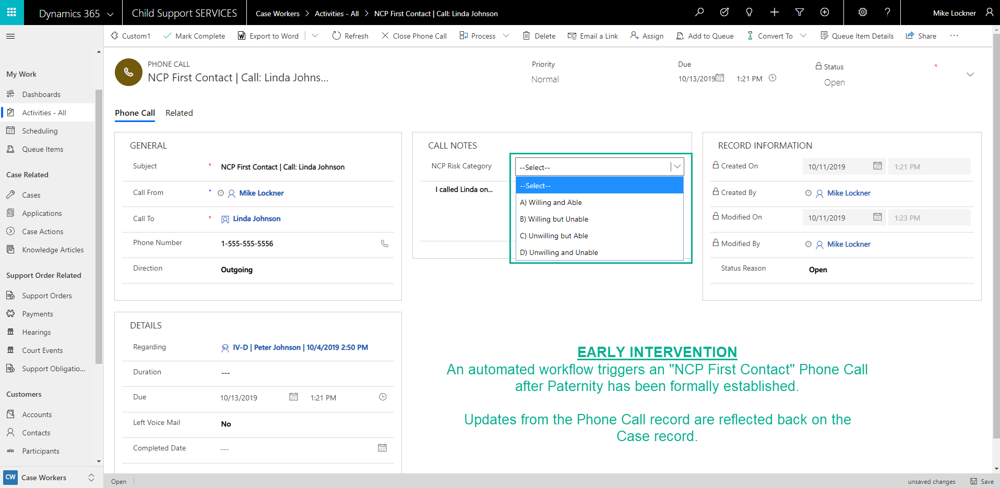 Dynamics 365
Child Support SERVICES
Case Workers > Activities - All > NCP First Contact | Call: Linda Johnson
Mike Lockner
Custom1
Mark Complete
Export to Word
Refresh
Close Phone Call
Process
Delete
Email a Link
Assign
Add to Queue
Convert To
Queue Item Details
Share
My Work
Dashboards
Activities - All
Scheduling
Queue Items
Case Related
Cases
Applications
Case Actions
Knowledge Articles
Support Order Related
Support Orders
Payments
Hearings
Court Events
Support Obligatio...
Customers
Accounts
Contacts
Participants
CW Case Workers
PHONE CALL
NCP First Contact | Call: Linda Johns...
Priority
Normal
Due
10/13/2019 1:21 PM
Status *
Open
Phone Call Related
GENERAL
Subject * NCP First Contact | Call: Linda Johnson
Call From + Mike Lockner
Call To * Linda Johnson
Phone Number 1-555-555-5556
Direction Outgoing
CALL NOTES
NCP Risk Category --Select--
I called Linda on...
--Select--
A) Willing and Able
B) Willing but Unable
C) Unwilling but Able
D) Unwilling and Unable
RECORD INFORMATION
Created On 10/11/2019 1:21 PM
Created By Mike Lockner
Modified On 10/11/2019 1:23 PM
Modified By Mike Lockner
Status Reason Open
DETAILS
Regarding IV-D | Peter Johnson | 10/4/2019 2:50 PM
Duration ---
Due 10/13/2019 1:21 PM
Left Voice Mail No
Completed Date ---
EARLY INTERVENTION
An automated workflow triggers an "NCP First Contact" Phone Call
after Paternity has been formally established.
Updates from the Phone Call record are reflected back on the
Case record.
Open
unsaved changes
Save